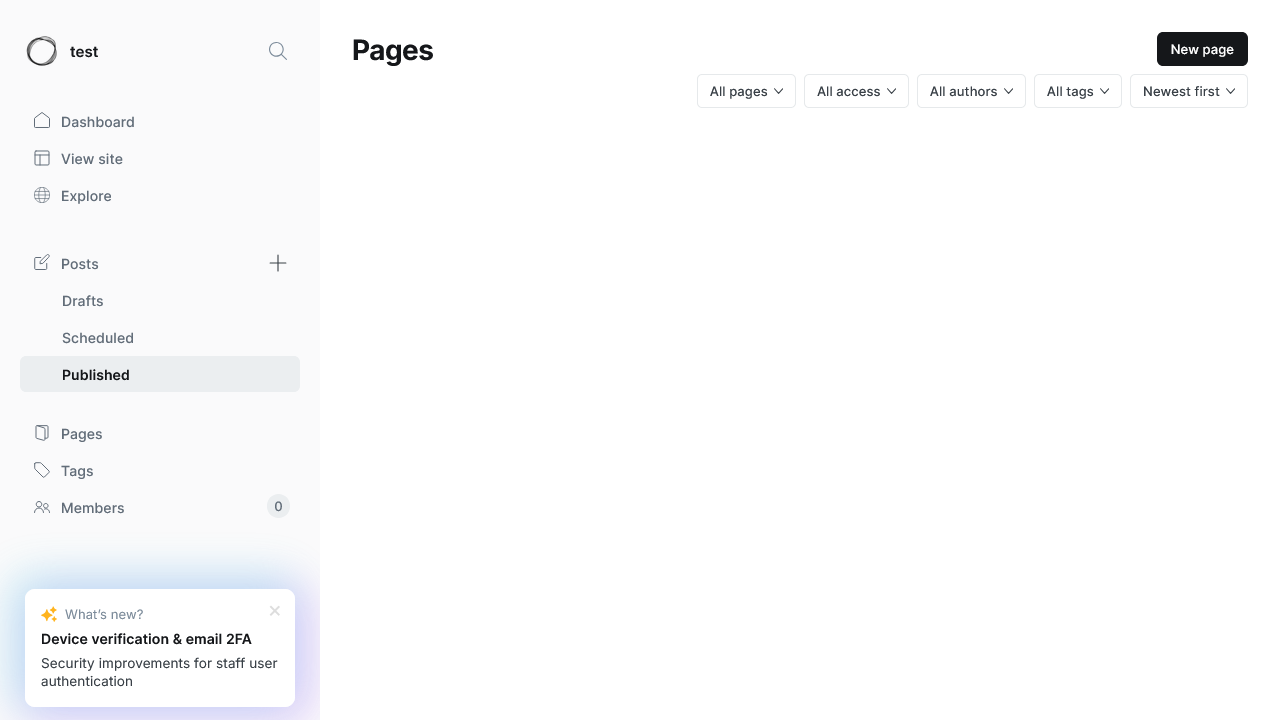 test
Dashboard
View site
Explore
Posts
Drafts
Scheduled
Published
Pages
Tags
Members
0
What's new?
Device verification & email 2FA
Security improvements for staff user
authentication
Pages
New page
All pages
All access
All authors
All tags
Newest first